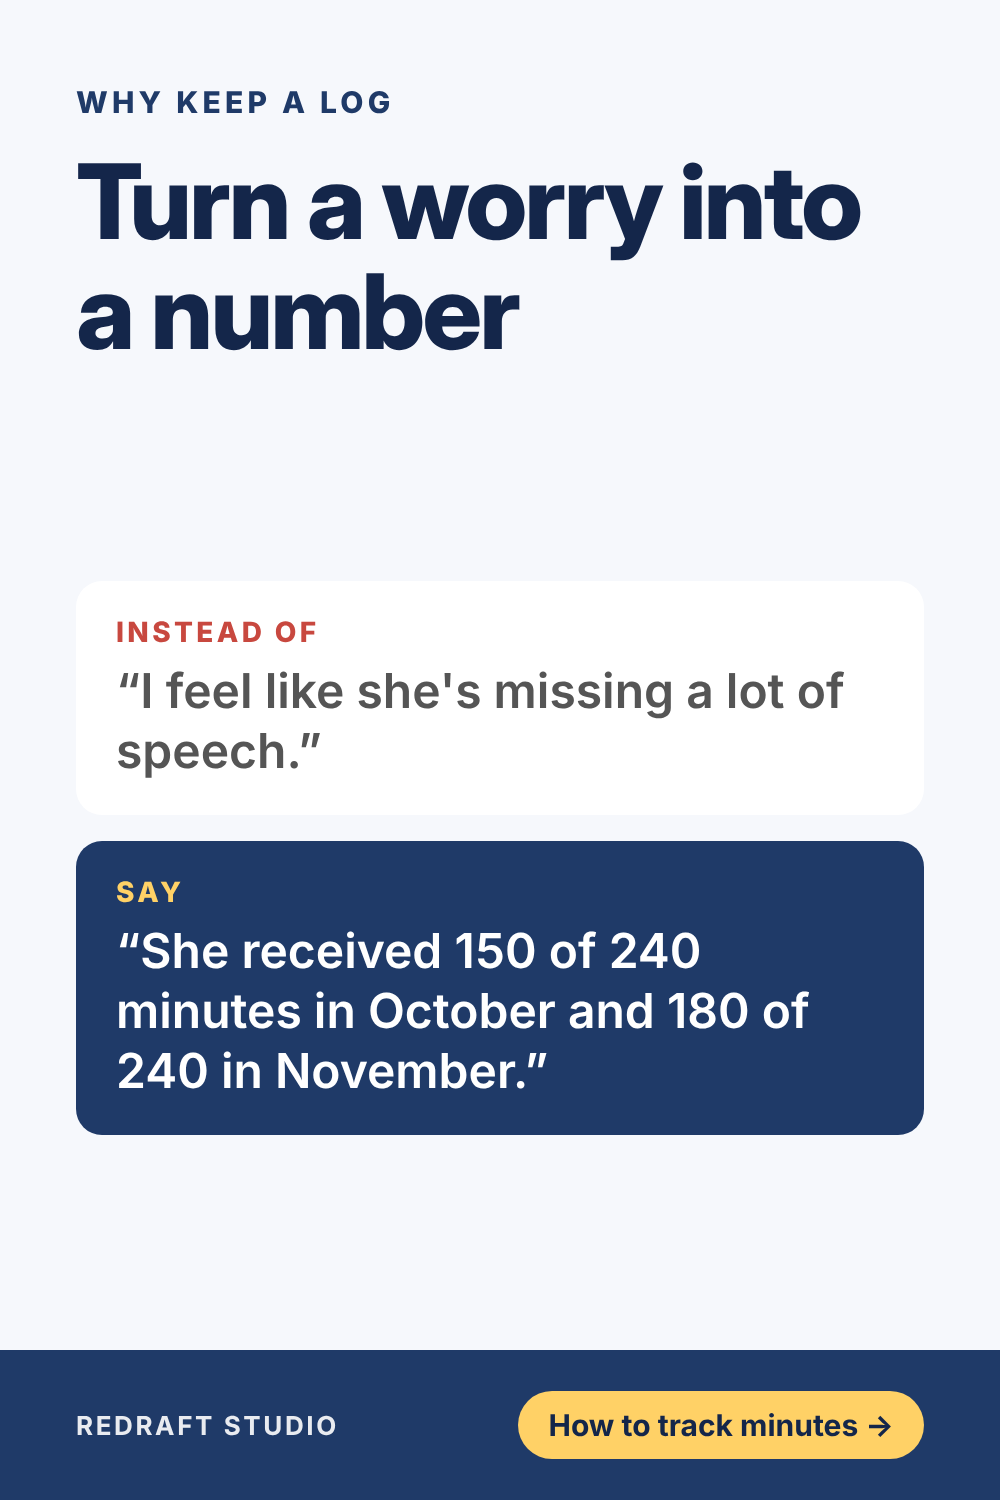 WHY KEEP A LOG
Turn a worry into
a number
INSTEAD OF
“I feel like she's missing a lot of
speech.”
SAY
“She received 150 of 240
minutes in October and 180 of
240 in November.”
REDRAFT STUDIO
How to track minutes →